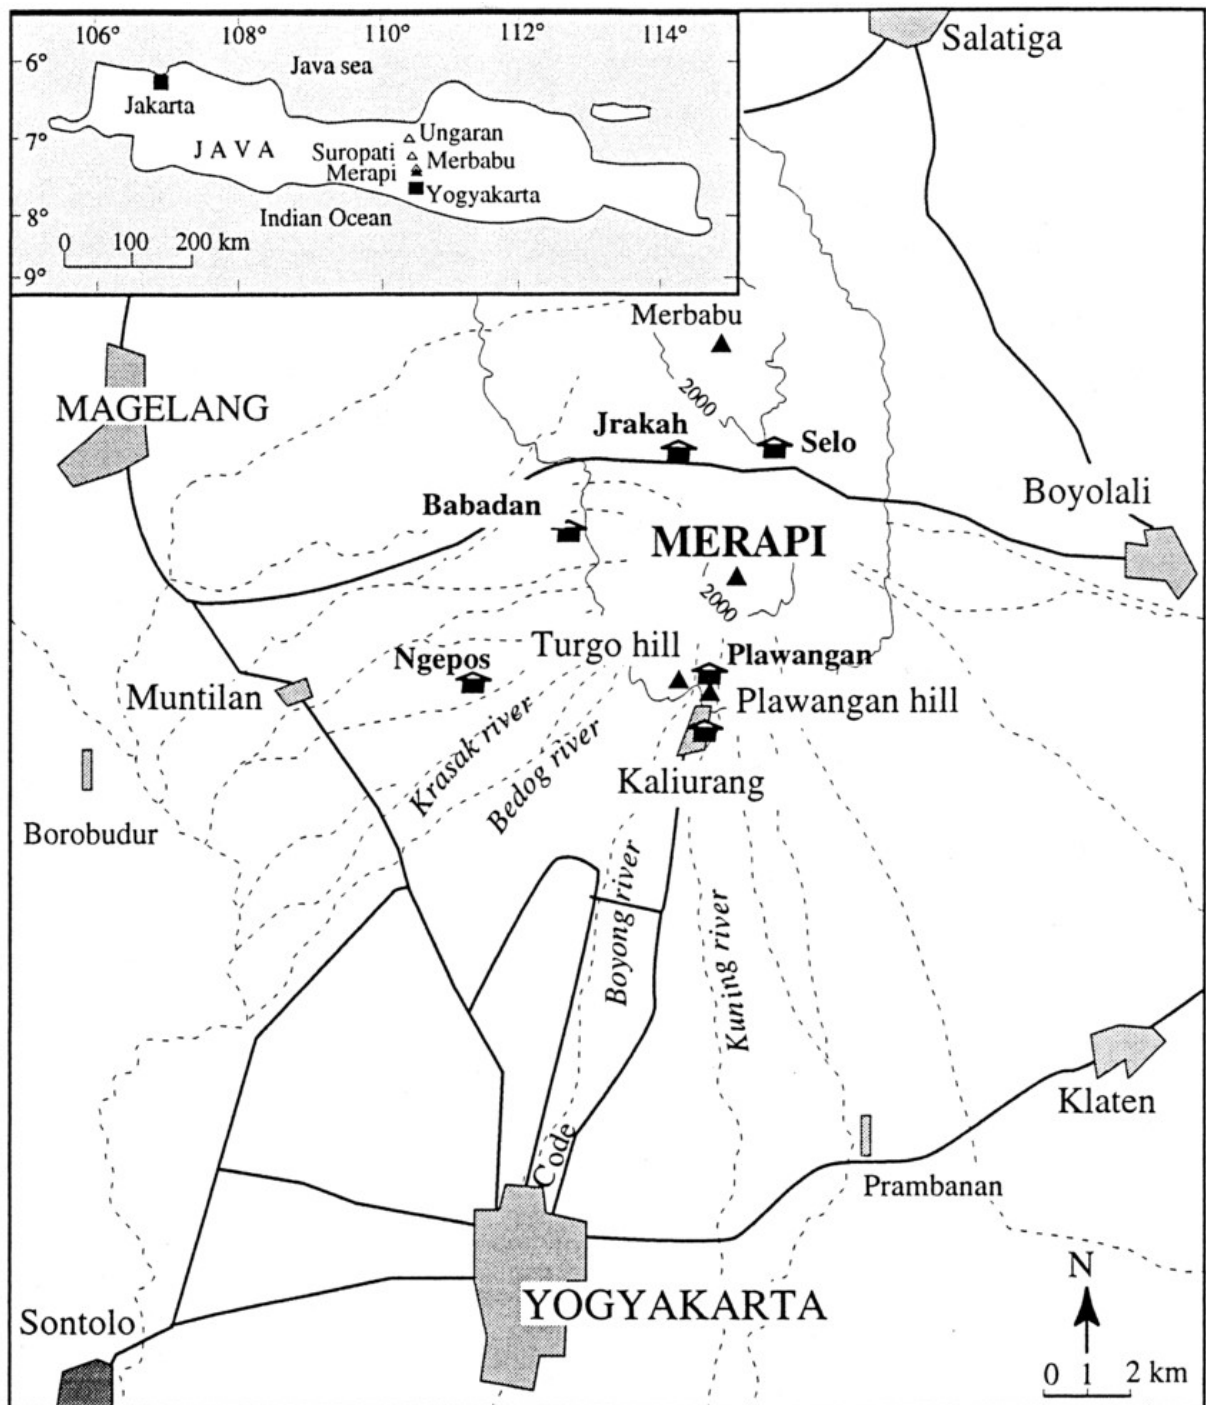 106°
108°
110°
112°
114°
6°
7°
8°
9°
Java sea
Jakarta
JAVA
Ungaran
Suropati
Merbabu
Merapi
Yogyakarta
Indian Ocean
0 100 200 km
Salatiga
Merbabu
2000
MAGELANG
Jrakah
Selo
Babadan
Boyolali
MERAPI
2000
Turgo hill
Plawangan
Ngepos
Muntilan
Plawangan hill
Krasak river
Bedog river
Kaliurang
Borobudur
Boyong river
Kuning river
Klaten
Code
Prambanan
N
YOGYAKARTA
Sontolo
0 1 2 km